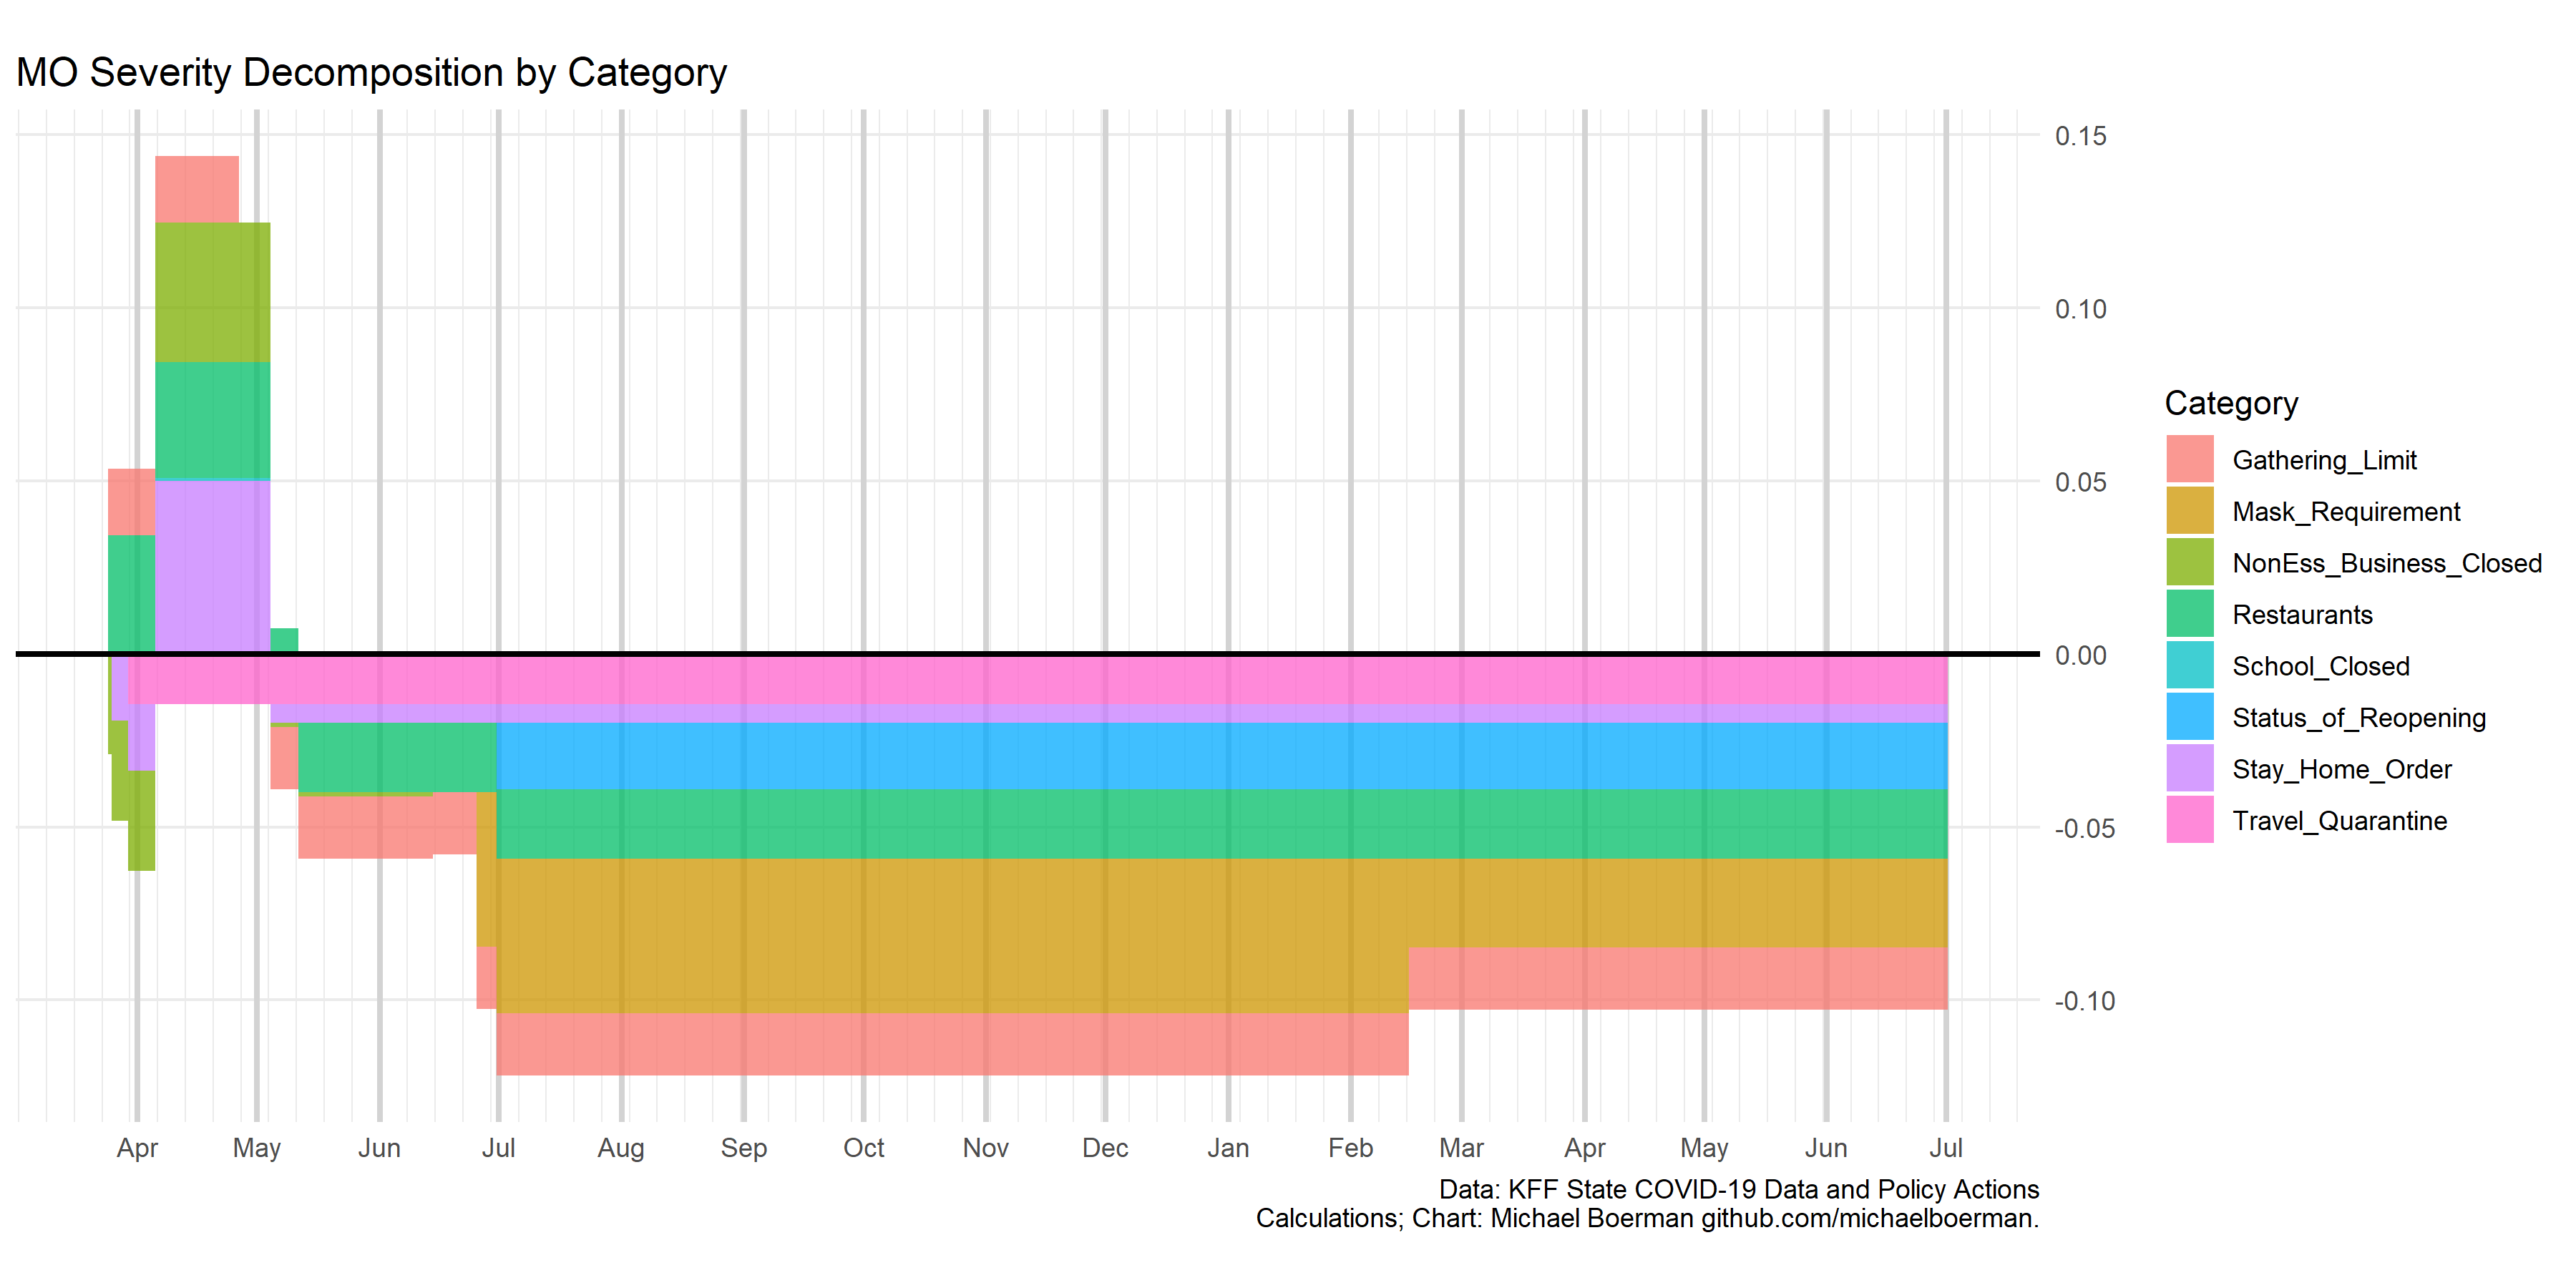 MO Severity Decomposition by Category
0.15
0.10
0.05
0.00
-0.05
-0.10
Apr May Jun Jul Aug Sep Oct Nov Dec Jan Feb Mar Apr May Jun Jul
Category
Gathering_Limit
Mask_Requirement
NonEss_Business_Closed
Restaurants
School_Closed
Status_of_Reopening
Stay_Home_Order
Travel_Quarantine
Data: KFF State COVID-19 Data and Policy Actions
Calculations; Chart: Michael Boerman github.com/michaelboerman.